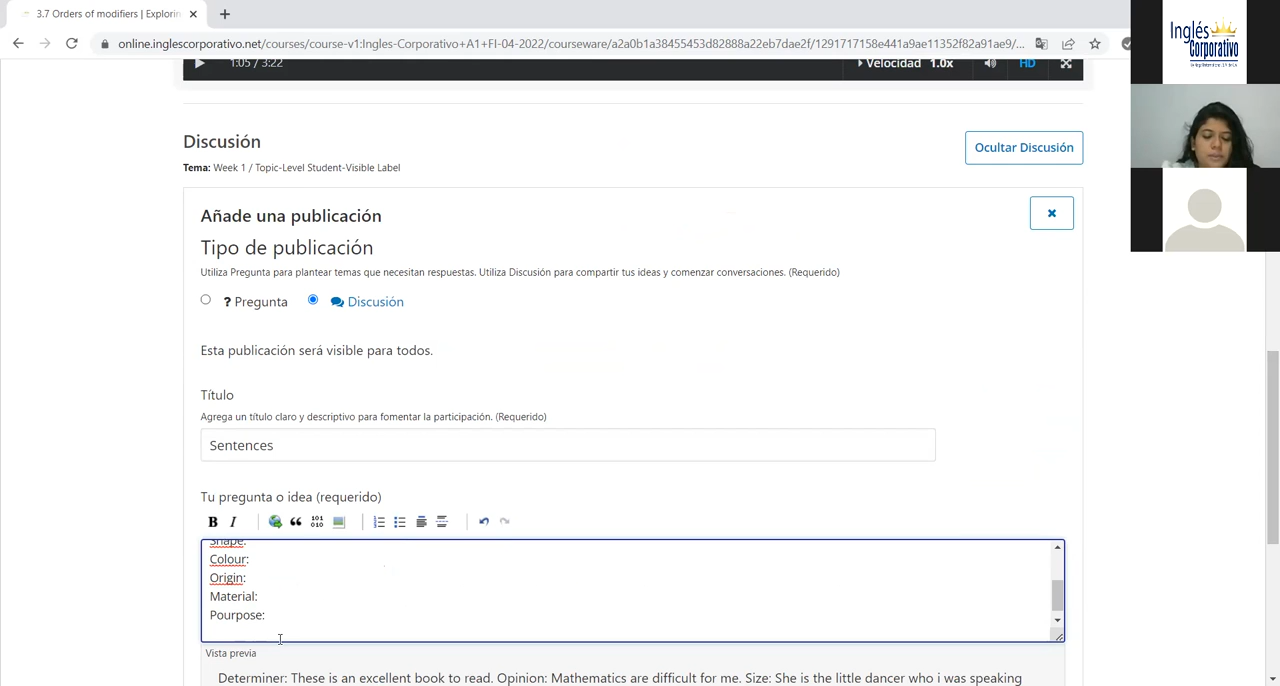 3.7 Orders of modifiers | Explorin
online.inglescorporativo.net/courses/course-v1:Ingles-Corporativo+A1+FI-04-2022/courseware/a2a0b1a38455453d82888a22eb7dae2f/1291717158e441a9ae11352f82a91ae9/...
Inglés
Corporativo
1:05 / 3:22
Velocidad 1.0x
HD
Discusión
Ocultar Discusión
Tema: Week 1 / Topic-Level Student-Visible Label
Añade una publicación
Tipo de publicación
Utiliza Pregunta para plantear temas que necesitan respuestas. Utiliza Discusión para compartir tus ideas y comenzar conversaciones. (Requerido)
? Pregunta
Discusión
Esta publicación será visible para todos.
Título
Agrega un título claro y descriptivo para fomentar la participación. (Requerido)
Sentences
Tu pregunta o idea (requerido)
B I
101
010
Shape:
Colour:
Origin:
Material:
Pourpose:
Vista previa
Determiner: These is an excellent book to read. Opinion: Mathematics are difficult for me. Size: She is the little dancer who i was speaking